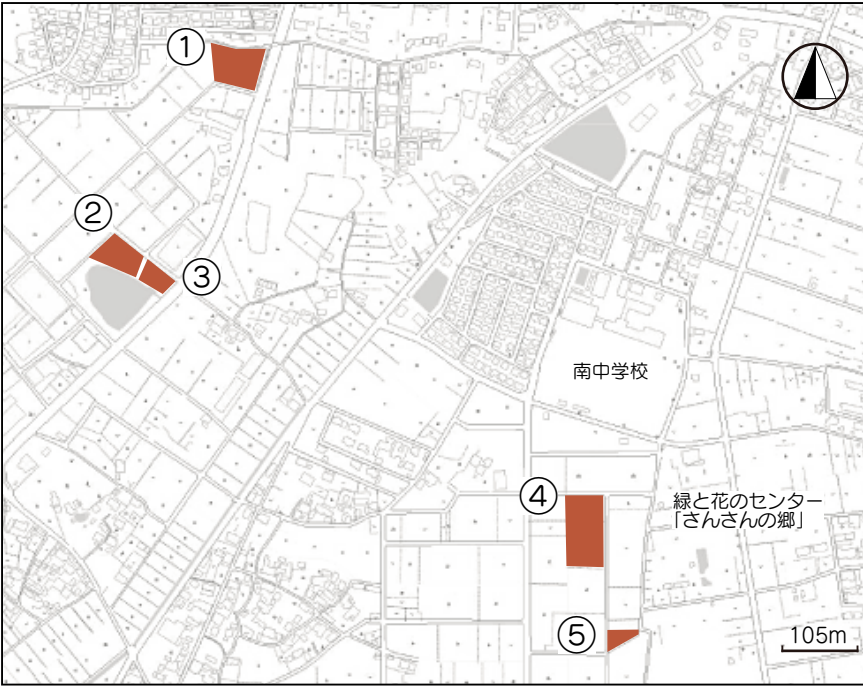 ①
②
③
南中学校
④
緑と花のセンター
「さんさんの郷」
⑤
105m